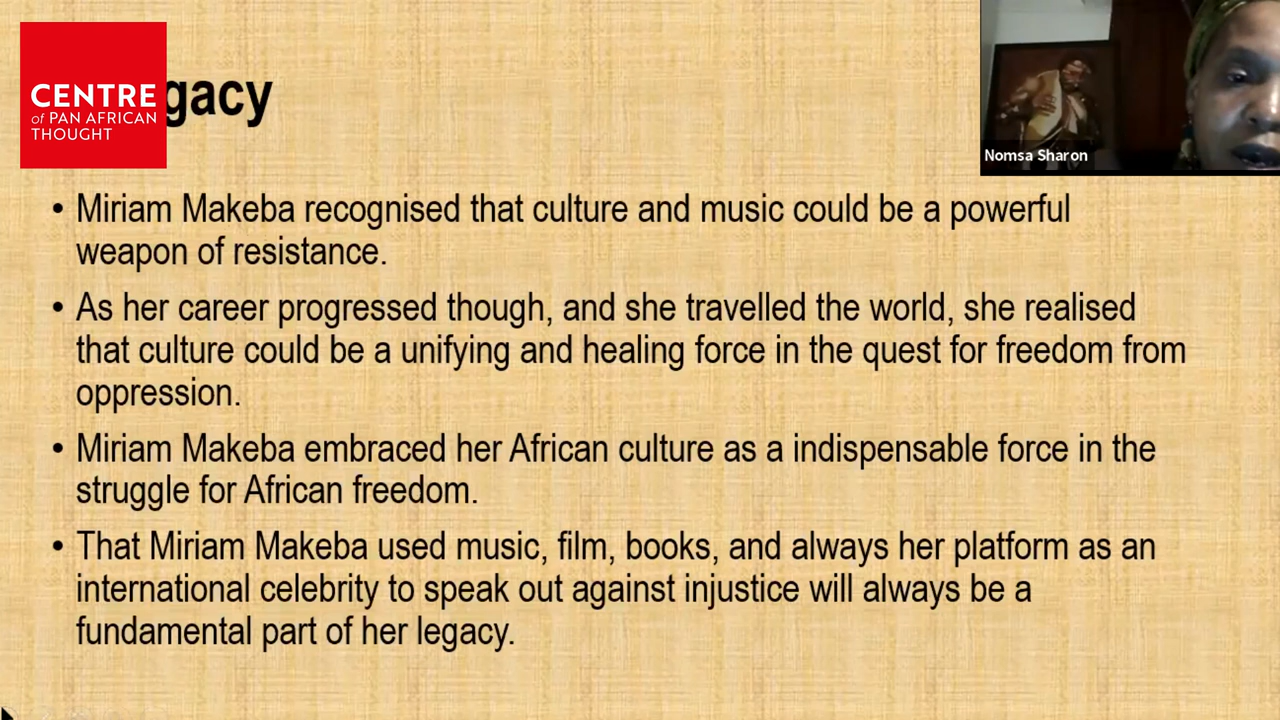 CENTRE
of PAN AFRICAN
THOUGHT
gacy
Nomsa Sharon
• Miriam Makeba recognised that culture and music could be a powerful
weapon of resistance.
• As her career progressed though, and she travelled the world, she realised
that culture could be a unifying and healing force in the quest for freedom from
oppression.
• Miriam Makeba embraced her African culture as a indispensable force in the
struggle for African freedom.
• That Miriam Makeba used music, film, books, and always her platform as an
international celebrity to speak out against injustice will always be a
fundamental part of her legacy.